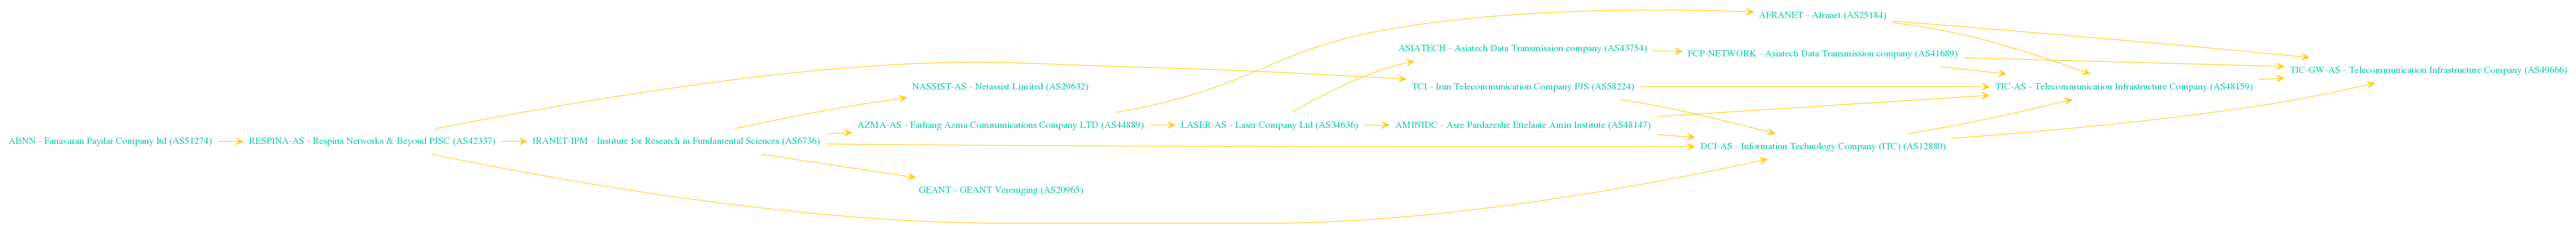 ABNN - Fanavaran Paydar Company ltd (AS51274)
RESPINA-AS - Respina Networks & Beyond PJSC (AS42337)
IRANET-IPM - Institute for Research in Fundamental Sciences (AS6736)
NASSIST-AS - Netassist Limited (AS29632)
AZMA-AS - Farhang Azma Communications Company LTD (AS44889)
GEANT - GEANT Vereniging (AS20965)
LASER-AS - Laser Company Ltd (AS34636)
ASIATECH - Asiatech Data Transmission company (AS43754)
TCI - Iran Telecommunication Company PJS (AS58224)
AMINIDC - Asre Pardazeshe Ettelaate Amin Institute (AS48147)
AFRANET - Afranet (AS25184)
FCP-NETWORK - Asiatech Data Transmission company (AS41689)
DCI-AS - Information Technology Company (ITC) (AS12880)
TIC-AS - Telecommunication Infrastructure Company (AS48159)
TIC-GW-AS - Telecommunication Infrastructure Company (AS49666)